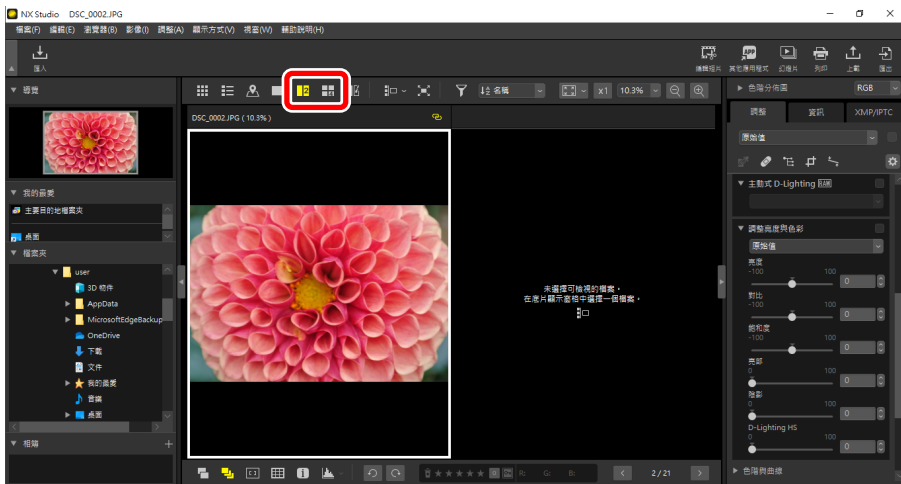 NX Studio DSC_0002.JPG
檔案(F) 編輯(E) 瀏覽器(B) 影像(I) 調整(A) 顯示方式(V) 視窗(W) 輔助說明(H)
匯入
編輯短片 其他應用程式 幻燈片 列印 上載 匯出
導覽
2
4
名稱
x1
10.3%
色階分佈圖
RGB
DSC_0002.JPG ( 10.3% )
調整
資訊
XMP/IPTC
原始值
我的最愛
主要目的地檔案夾
桌面
檔案夾
user
3D 物件
AppData
MicrosoftEdgeBackup
OneDrive
下載
文件
我的最愛
音樂
桌面
相簿
未選擇可檢視的檔案。
在底片顯示窗格中選擇一個檔案。
主動式 D-Lighting RAW
調整亮度與色彩
原始值
亮度
-100 100
0
對比
-100 100
0
飽和度
-100 100
0
亮部
0 100
0
陰影
0 100
0
D-Lighting HS
0 100
0
色階與曲線
R: G: B:
2 / 21